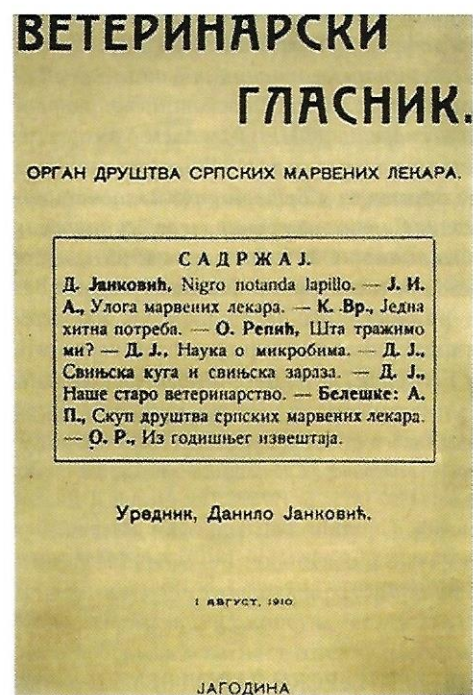 ВЕТЕРИНАРСКИ
ГЛАСНИК.
ОРГАН ДРУШТВА СРПСКИХ МАРВЕНИХ ЛЕКАРА.
САДРЖАЈ.
Д. Јанковић, Nigro notanda lapillo. — Ј. И.
А., Улога марвених лекара. — К. Вр., Једна
хитна потреба. — О. Репић, Шта тражимо
ми? — Д. Ј., Наука о микробима. — Д. Ј.,
Свињска куга и свињска зараза. — Д. Ј.,
Наше старо ветеринарство. — Белешке: А.
П., Скуп друштва српских марвених лекара.
— О. Р., Из годишњег извештаја.
Уредник, Данило Јанковић.
1 АВГУСТ, 1910
ЈАГОДИНА